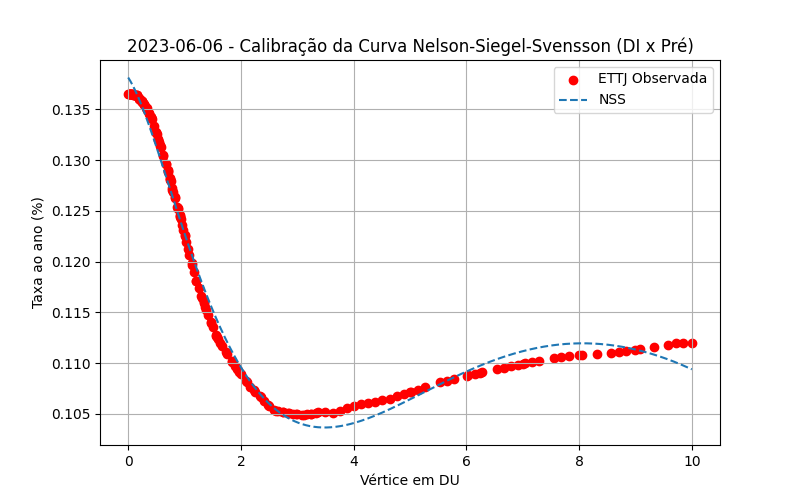 2023-06-06 - Calibração da Curva Nelson-Siegel-Svensson (DI x Pré)
ETTJ Observada
NSS
Taxa ao ano (%)
0.135
0.130
0.125
0.120
0.115
0.110
0.105
0 2 4 6 8 10
Vértice em DU